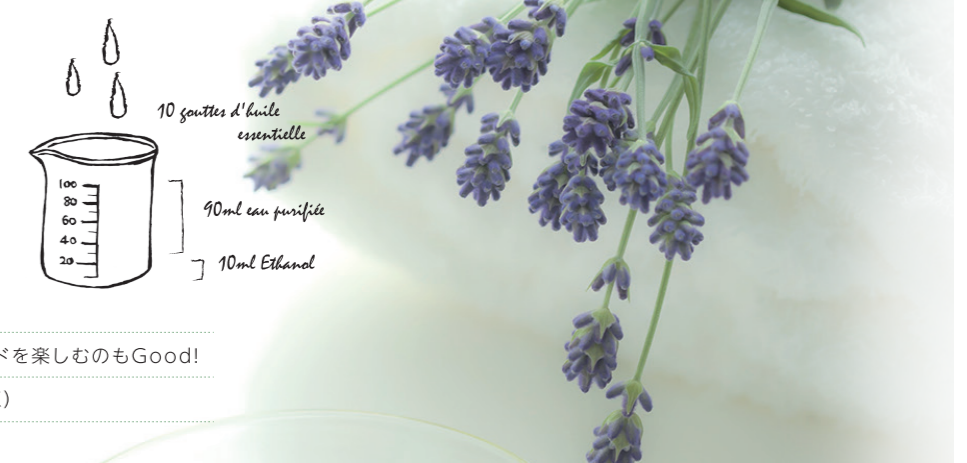 10 gouttes d'huile
essentielle
100
80
60
40
20
90ml eau purifiée
10ml Ethanol
ドを楽しむのもGood!
)